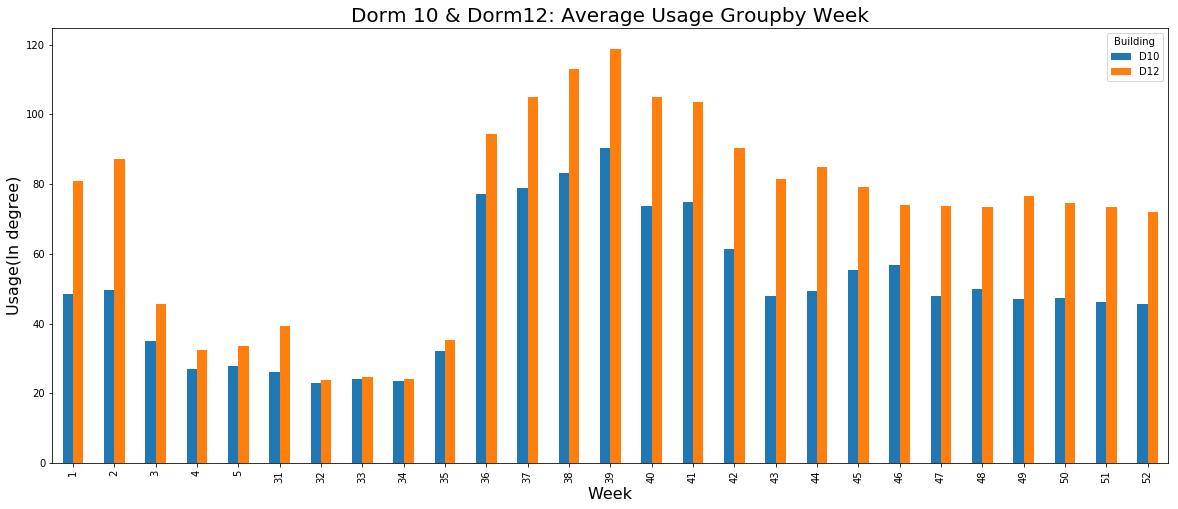 Dorm 10 & Dorm12: Average Usage Groupby Week
Building
D10
D12
Usage(In degree)
120
100
80
60
40
20
0
1 2 3 4 5 31 32 33 34 35 36 37 38 39 40 41 42 43 44 45 46 47 48 49 50 51 52
Week